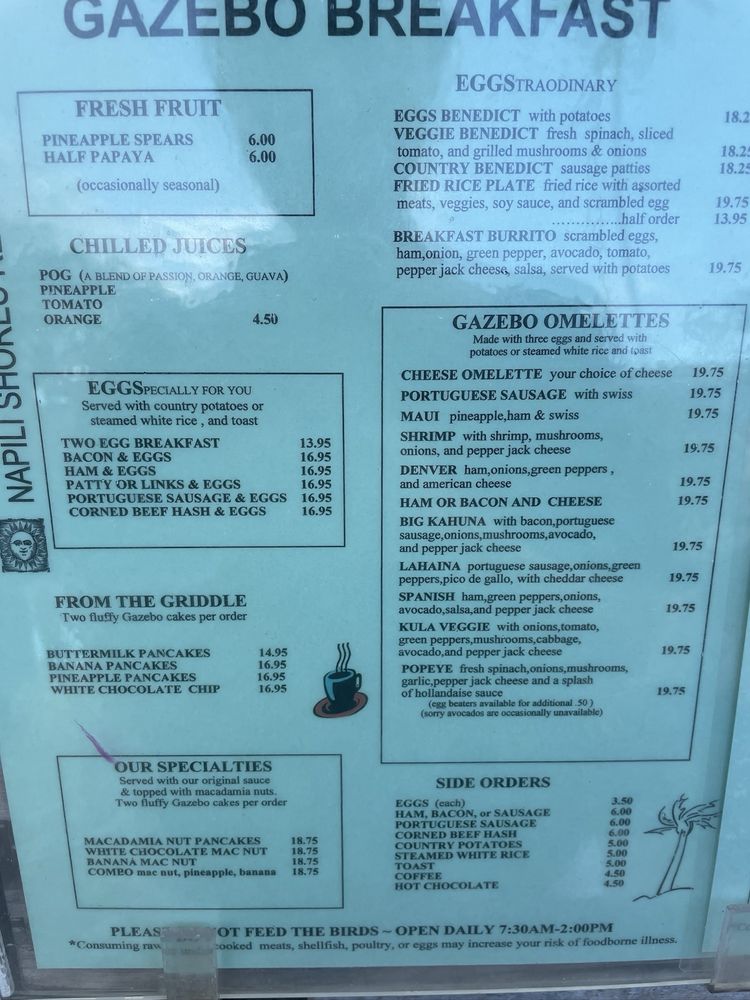 GAZEBO BREAKFAST
NAPILI SHORES
FRESH FRUIT
PINEAPPLE SPEARS 6.00
HALF PAPAYA 6.00
(occasionally seasonal)
CHILLED JUICES
POG (A BLEND OF PASSION, ORANGE, GUAVA)
PINEAPPLE
TOMATO
ORANGE 4.50
EGGSPECIALLY FOR YOU
Served with country potatoes or
steamed white rice , and toast
TWO EGG BREAKFAST 13.95
BACON & EGGS 16.95
HAM & EGGS 16.95
PATTY OR LINKS & EGGS 16.95
PORTUGUESE SAUSAGE & EGGS 16.95
CORNED BEEF HASH & EGGS 16.95
FROM THE GRIDDLE
Two fluffy Gazebo cakes per order
BUTTERMILK PANCAKES 14.95
BANANA PANCAKES 16.95
PINEAPPLE PANCAKES 16.95
WHITE CHOCOLATE CHIP 16.95
OUR SPECIALTIES
Served with our original sauce
& topped with macadamia nuts.
Two fluffy Gazebo cakes per order
MACADAMIA NUT PANCAKES 18.75
WHITE CHOCOLATE MAC NUT 18.75
BANANA MAC NUT 18.75
COMBO mac nut, pineapple, banana 18.75
EGGSTRAODINARY
EGGS BENEDICT with potatoes 18.2
VEGGIE BENEDICT fresh spinach, sliced
tomato, and grilled mushrooms & onions 18.25
COUNTRY BENEDICT sausage patties 18.25
FRIED RICE PLATE fried rice with assorted
meats, veggies, soy sauce, and scrambled egg 19.75
..............half order 13.95
BREAKFAST BURRITO scrambled eggs,
ham,onion, green pepper, avocado, tomato,
pepper jack cheese, salsa, served with potatoes 19.75
GAZEBO OMELETTES
Made with three eggs and served with
potatoes or steamed white rice and toast
CHEESE OMELETTE your choice of cheese 19.75
PORTUGUESE SAUSAGE with swiss 19.75
MAUI pineapple,ham & swiss 19.75
SHRIMP with shrimp, mushrooms,
onions, and pepper jack cheese 19.75
DENVER ham,onions,green peppers ,
and american cheese 19.75
HAM OR BACON AND CHEESE 19.75
BIG KAHUNA with bacon,portuguese
sausage,onions,mushrooms,avocado,
and pepper jack cheese 19.75
LAHAINA portuguese sausage,onions,green
peppers,pico de gallo, with cheddar cheese 19.75
SPANISH ham,green peppers,onions,
avocado,salsa,and pepper jack cheese 19.75
KULA VEGGIE with onions,tomato,
green peppers,mushrooms,cabbage,
avocado,and pepper jack cheese 19.75
POPEYE fresh spinach,onions,mushrooms,
garlic,pepper jack cheese and a splash
of hollandaise sauce 19.75
(egg beaters available for additional .50 )
(sorry avocados are occasionally unavailable)
SIDE ORDERS
EGGS (each) 3.50
HAM, BACON, or SAUSAGE 6.00
PORTUGUESE SAUSAGE 6.00
CORNED BEEF HASH 6.00
COUNTRY POTATOES 5.00
STEAMED WHITE RICE 5.00
TOAST 5.00
COFFEE 4.50
HOT CHOCOLATE 4.50
PLEAS OT FEED THE BIRDS ~ OPEN DAILY 7:30AM-2:00PM
*Consuming raw cooked meats, shellfish, poultry, or eggs may increase your risk of foodborne illness.